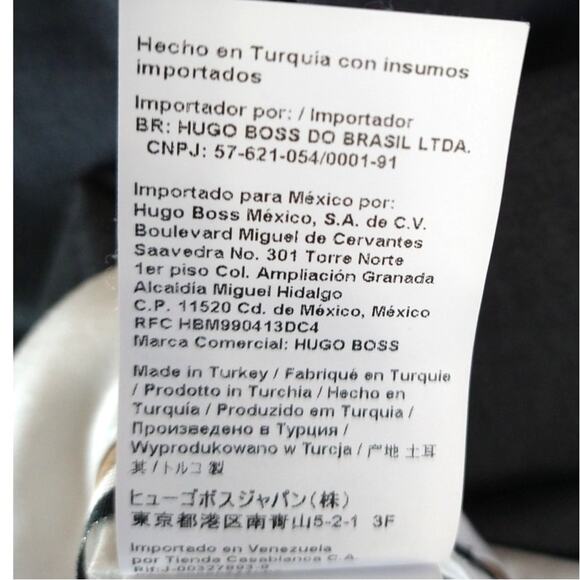 Hecho en Turquía con insumos
importados
Importador por: / Importador
BR: HUGO BOSS DO BRASIL LTDA.
CNPJ: 57-621-054/0001-91
Importado para México por:
Hugo Boss México, S.A. de C.V.
Boulevard Miguel de Cervantes
Saavedra No. 301 Torre Norte
1er piso Col. Ampliación Granada
Alcaldía Miguel Hidalgo
C.P. 11520 Cd. de México, México
RFC HBM990413DC4
Marca Comercial: HUGO BOSS
Made in Turkey / Fabriqué en Turquie
/ Prodotto in Turchia / Hecho en
Turquía / Produzido em Turquia /
Произведено в Турции /
Wyprodukowano w Turcja / 产地 土耳
其 / トルコ製
ヒューゴボスジャパン(株)
東京都港区南青山5-2-1 3F
Importado en Venezuela
por Tienda Casablanca C.A.